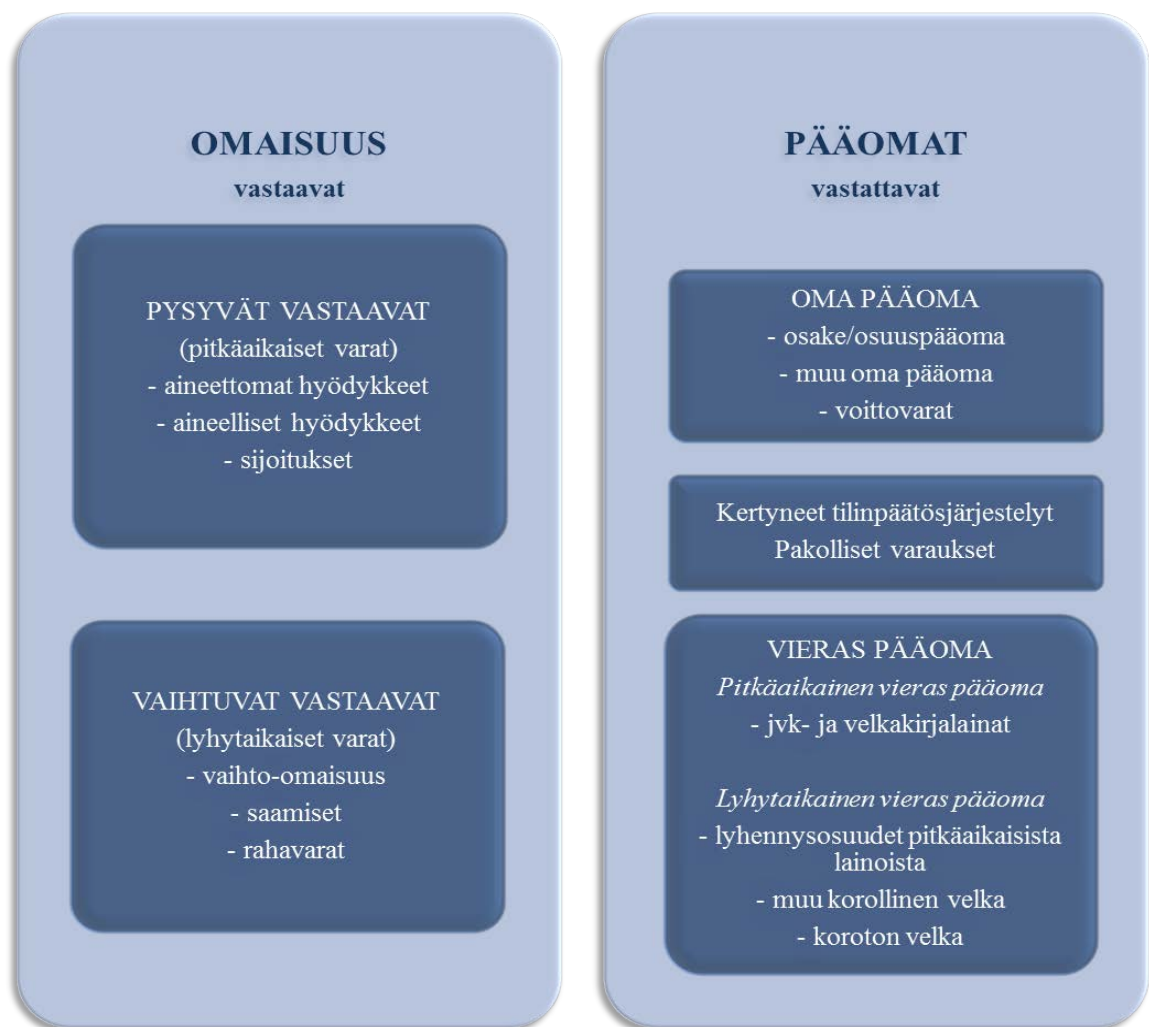 OMAISUUS
vastaavat
PYSYVÄT VASTAAVAT
(pitkäaikaiset varat)
- aineettomat hyödykkeet
- aineelliset hyödykkeet
- sijoitukset
VAIHTUVAT VASTAAVAT
(lyhytaikaiset varat)
- vaihto-omaisuus
- saamiset
- rahavarat
PÄÄOMAT
vastattavat
OMA PÄÄOMA
- osake/osuuspääoma
- muu oma pääoma
- voittovarat
Kertyneet tilinpäätösjärjestelyt
Pakolliset varaukset
VIERAS PÄÄOMA
Pitkäaikainen vieras pääoma
- jvk- ja velkakirjalainat
Lyhytaikainen vieras pääoma
- lyhennysosuudet pitkäaikaisista
lainoista
- muu korollinen velka
- koroton velka